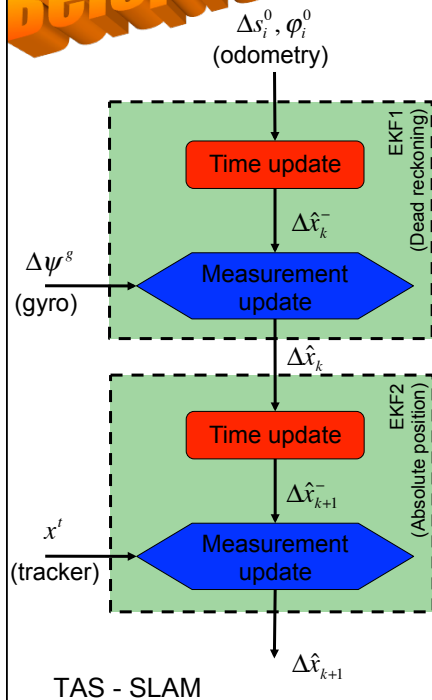 Δs_i^0, φ_i^0
(odometry)
EKF1
(Dead reckoning)
Time update
Δx̂_k^-
Δψ^g
(gyro)
Measurement
update
Δx̂_k
EKF2
(Absolute position)
Time update
Δx̂_{k+1}^-
x^t
(tracker)
Measurement
update
Δx̂_{k+1}
TAS - SLAM